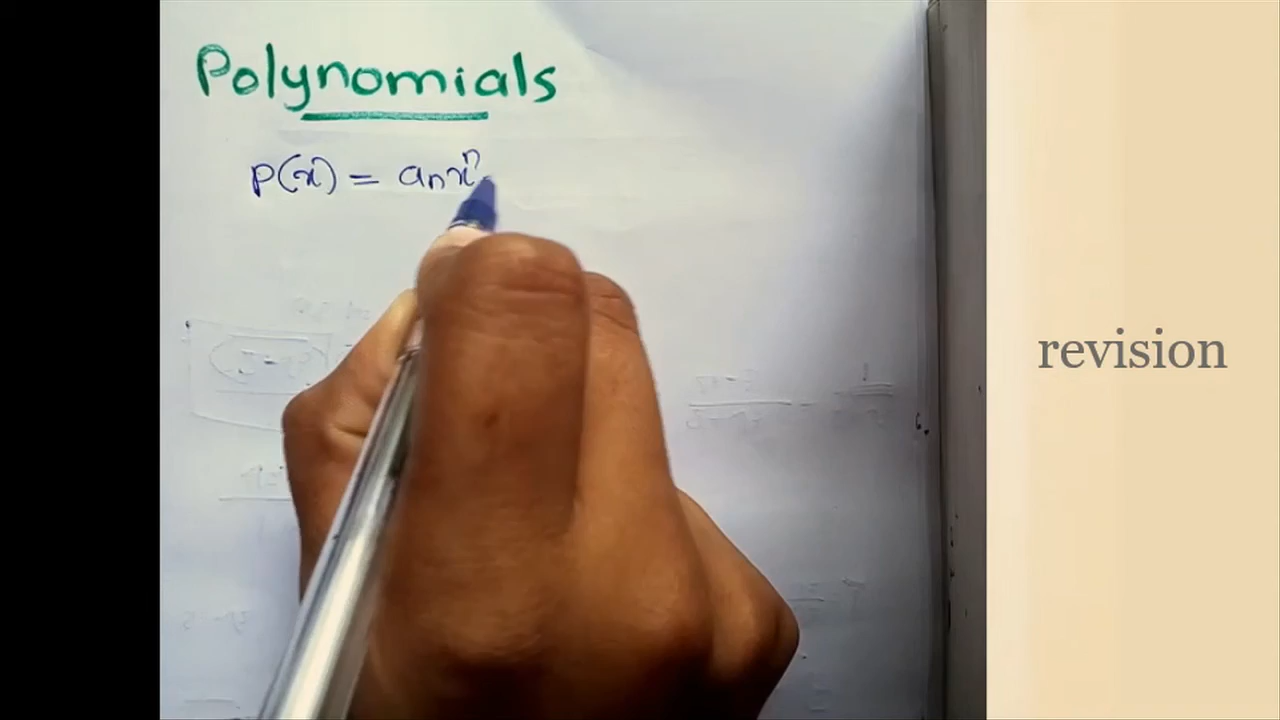 Polynomials
P(x) = aₙxⁿ
revision